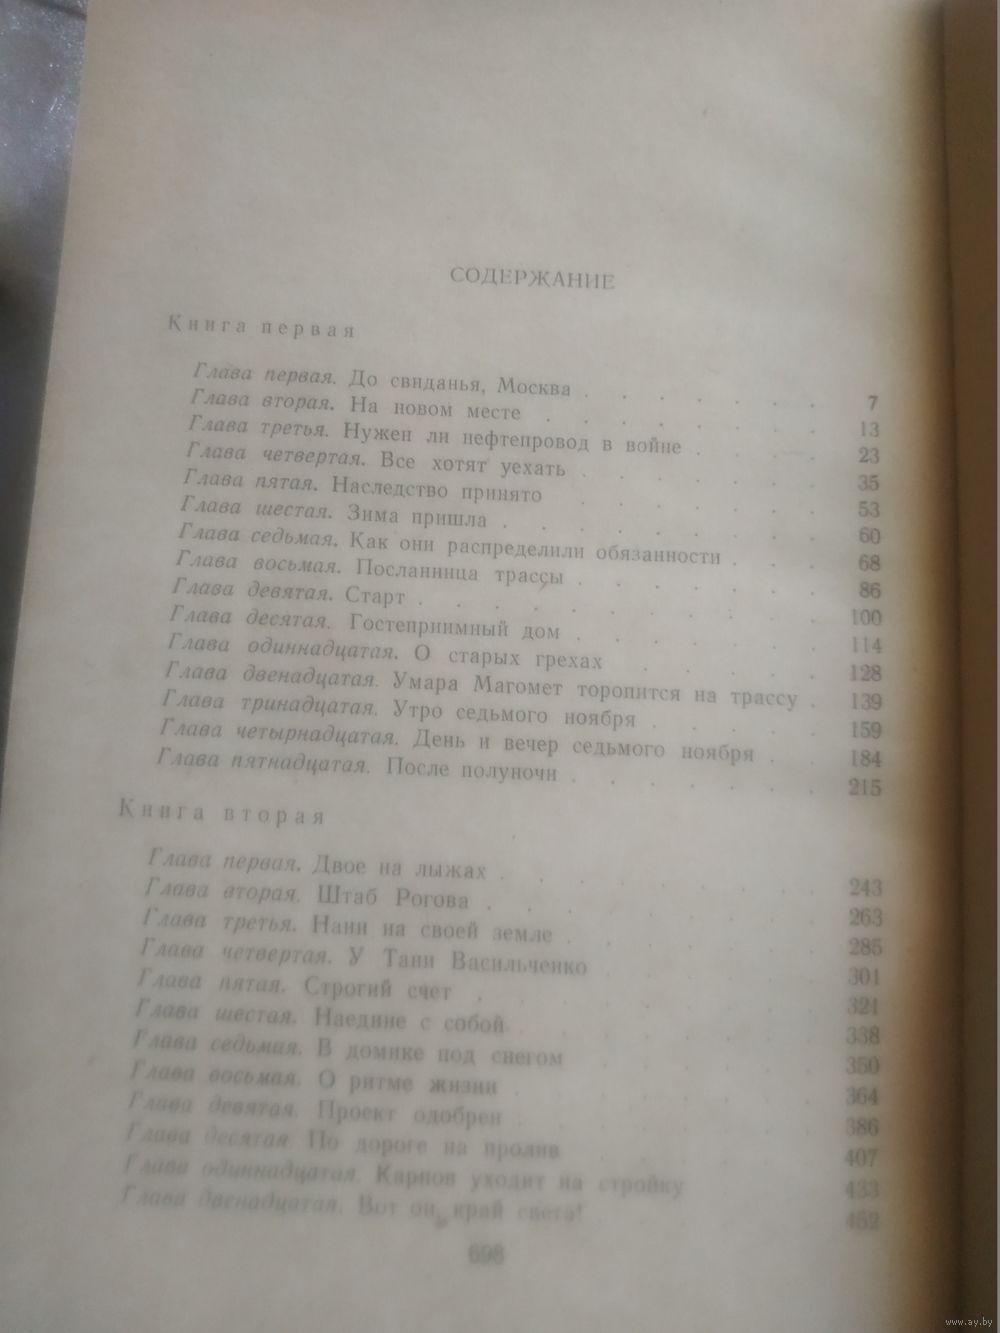 СОДЕРЖАНИЕ
Книга первая
Глава первая. До свиданья, Москва . . . . . . . 7
Глава вторая. На новом месте . . . . . . . . 13
Глава третья. Нужен ли нефтепровод в войне . . . . 23
Глава четвертая. Все хотят уехать . . . . . . . 35
Глава пятая. Наследство принято . . . . . . . 53
Глава шестая. Зима пришла . . . . . . . . . 60
Глава седьмая. Как они распределили обязанности . . . 68
Глава восьмая. Посланница трассы . . . . . . . 86
Глава девятая. Старт . . . . . . . . . . . 100
Глава десятая. Гостеприимный дом . . . . . . . 114
Глава одиннадцатая. О старых грехах . . . . . 128
Глава двенадцатая. Умара Магомет торопится на трассу . 139
Глава тринадцатая. Утро седьмого ноября . . . . . 159
Глава четырнадцатая. День и вечер седьмого ноября . . 184
Глава пятнадцатая. После полуночи . . . . . . . 215
Книга вторая
Глава первая. Двое на лыжах . . . . . . . . 243
Глава вторая. Штаб Рогова . . . . . . . . . 263
Глава третья. Нани на своей земле . . . . . . . 285
Глава четвертая. У Тани Васильченко . . . . . . 301
Глава пятая. Строгий счет . . . . . . . . . 321
Глава шестая. Наедине с собой . . . . . . . . 338
Глава седьмая. В домике под снегом . . . . . . 350
Глава восьмая. О ритме жизни . . . . . . . . 364
Глава девятая. Проект одобрен . . . . . . . . 386
Глава десятая. По дороге на пролив . . . . . . 407
Глава одиннадцатая. Карпов уходит на стройку . . . 433
Глава двенадцатая. Вот он, край света! . . . . . 452
698
www.ay.by